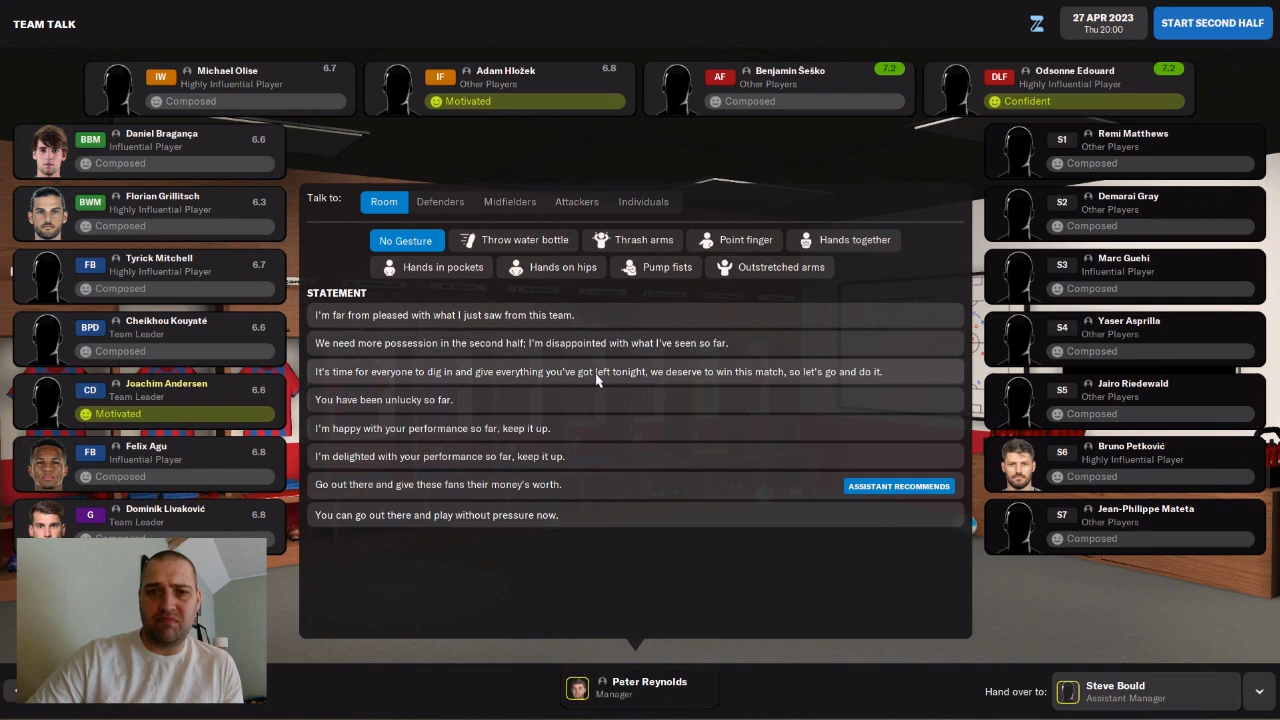 TEAM TALK
27 APR 2023
Thu 20:00
START SECOND HALF
IW
Michael Olise
6.7
Highly Influential Player
Composed
IF
Adam Hložek
6.8
Other Players
Motivated
AF
Benjamin Šeško
7.2
Other Players
Composed
DLF
Odsonne Edouard
7.2
Highly Influential Player
Confident
BBM
Daniel Bragança
6.6
Influential Player
Composed
BWM
Florian Grillitsch
6.3
Highly Influential Player
Composed
FB
Tyrick Mitchell
6.7
Highly Influential Player
Composed
BPD
Cheikhou Kouyaté
6.6
Team Leader
Composed
CD
Joachim Andersen
6.6
Team Leader
Motivated
FB
Felix Agu
6.8
Influential Player
Composed
G
Dominik Livaković
6.8
Team Leader
Talk to:
Room
Defenders
Midfielders
Attackers
Individuals
No Gesture
Throw water bottle
Thrash arms
Point finger
Hands together
Hands in pockets
Hands on hips
Pump fists
Outstretched arms
STATEMENT
I'm far from pleased with what I just saw from this team.
We need more possession in the second half; I'm disappointed with what I've seen so far.
It's time for everyone to dig in and give everything you've got left tonight, we deserve to win this match, so let's go and do it.
You have been unlucky so far.
I'm happy with your performance so far, keep it up.
I'm delighted with your performance so far, keep it up.
Go out there and give these fans their money's worth.
ASSISTANT RECOMMENDS
You can go out there and play without pressure now.
S1
Remi Matthews
Other Players
Composed
S2
Demarai Gray
Other Players
Composed
S3
Marc Guehi
Influential Player
Composed
S4
Yaser Asprilla
Other Players
Composed
S5
Jairo Riedewald
Other Players
Composed
S6
Bruno Petković
Highly Influential Player
Composed
S7
Jean-Philippe Mateta
Other Players
Composed
Peter Reynolds
Manager
Hand over to:
Steve Bould
Assistant Manager